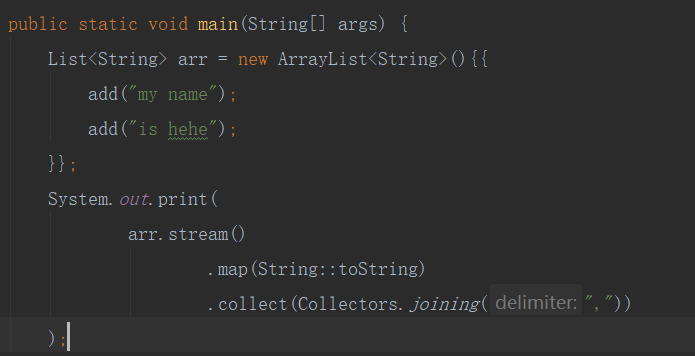 public static void main(String[] args) {
List<String> arr = new ArrayList<String>(){{
add("my name");
add("is hehe");
}};
System.out.print(
arr.stream()
.map(String::toString)
.collect(Collectors.joining( delimiter: ","))
);